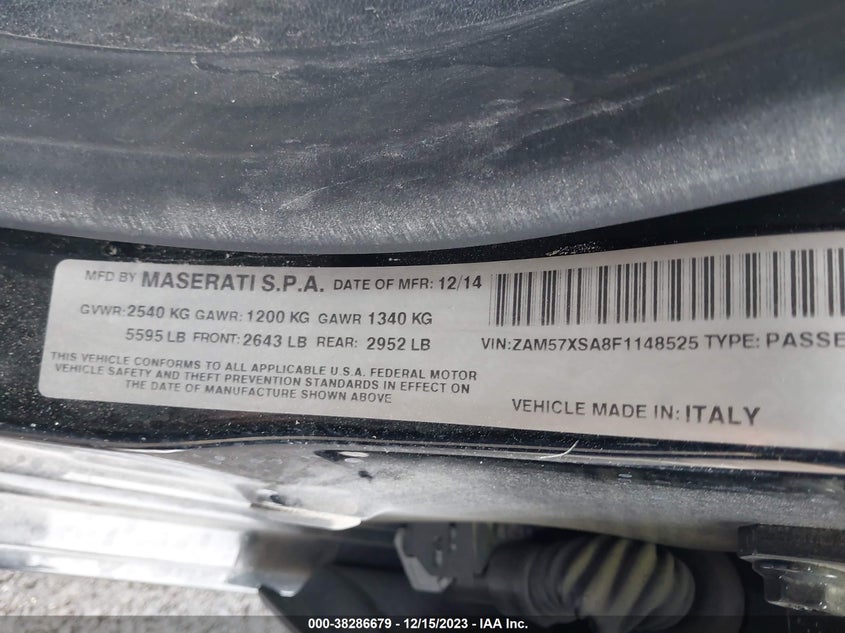 MFD BY MASERATI S.P.A. DATE OF MFR: 12/14
GVWR: 2540 KG GAWR: 1200 KG GAWR 1340 KG
5595 LB FRONT: 2643 LB REAR: 2952 LB
THIS VEHICLE CONFORMS TO ALL APPLICABLE U.S.A. FEDERAL MOTOR
VEHICLE SAFETY AND THEFT PREVENTION STANDARDS IN EFFECT ON
THE DATE OF MANUFACTURE SHOWN ABOVE
VIN:ZAM57XSA8F1148525 TYPE: PASSE
VEHICLE MADE IN: ITALY
000-38286679 - 12/15/2023 - IAA Inc.